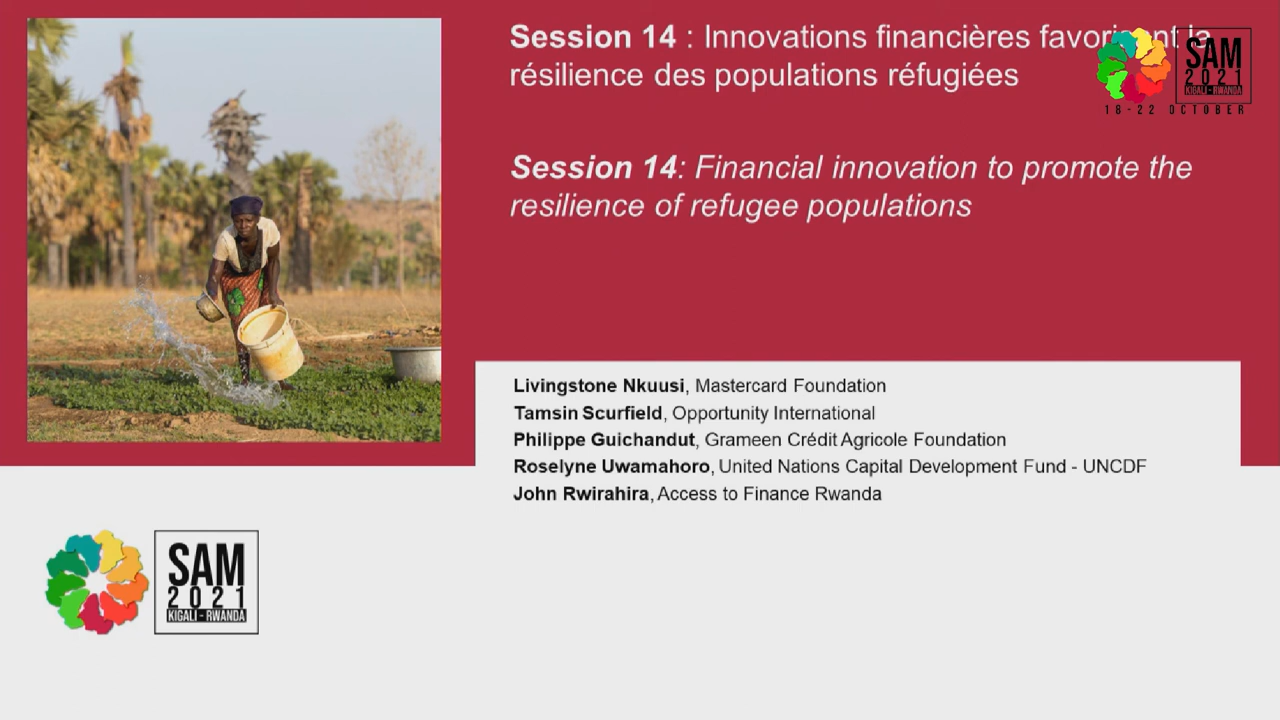 Session 14 : Innovations financières favorisant la
résilience des populations réfugiées
SAM
2021
KIGALI - RWANDA
18-22 OCTOBER
Session 14: Financial innovation to promote the
resilience of refugee populations
Livingstone Nkuusi, Mastercard Foundation
Tamsin Scurfield, Opportunity International
Philippe Guichandut, Grameen Crédit Agricole Foundation
Roselyne Uwamahoro, United Nations Capital Development Fund - UNCDF
John Rwirahira, Access to Finance Rwanda
SAM
2021
KIGALI - RWANDA